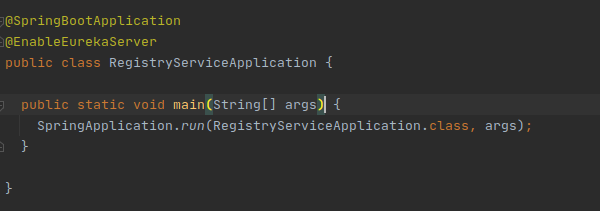 @SpringBootApplication
@EnableEurekaServer
public class RegistryServiceApplication {
public static void main(String[] args) {
SpringApplication.run(RegistryServiceApplication.class, args);
}
}